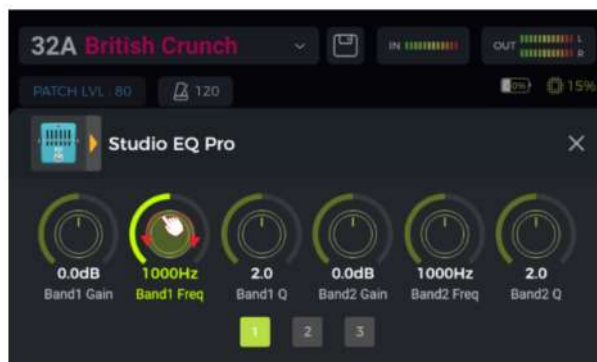 32A British Crunch
IN
OUT
L
R
PATCH LVL : 80
120
0%
15%
Studio EQ Pro
0.0dB
1000Hz
2.0
0.0dB
1000Hz
2.0
Band1 Gain
Band1 Freq
Band1 Q
Band2 Gain
Band2 Freq
Band2 Q
1
2
3